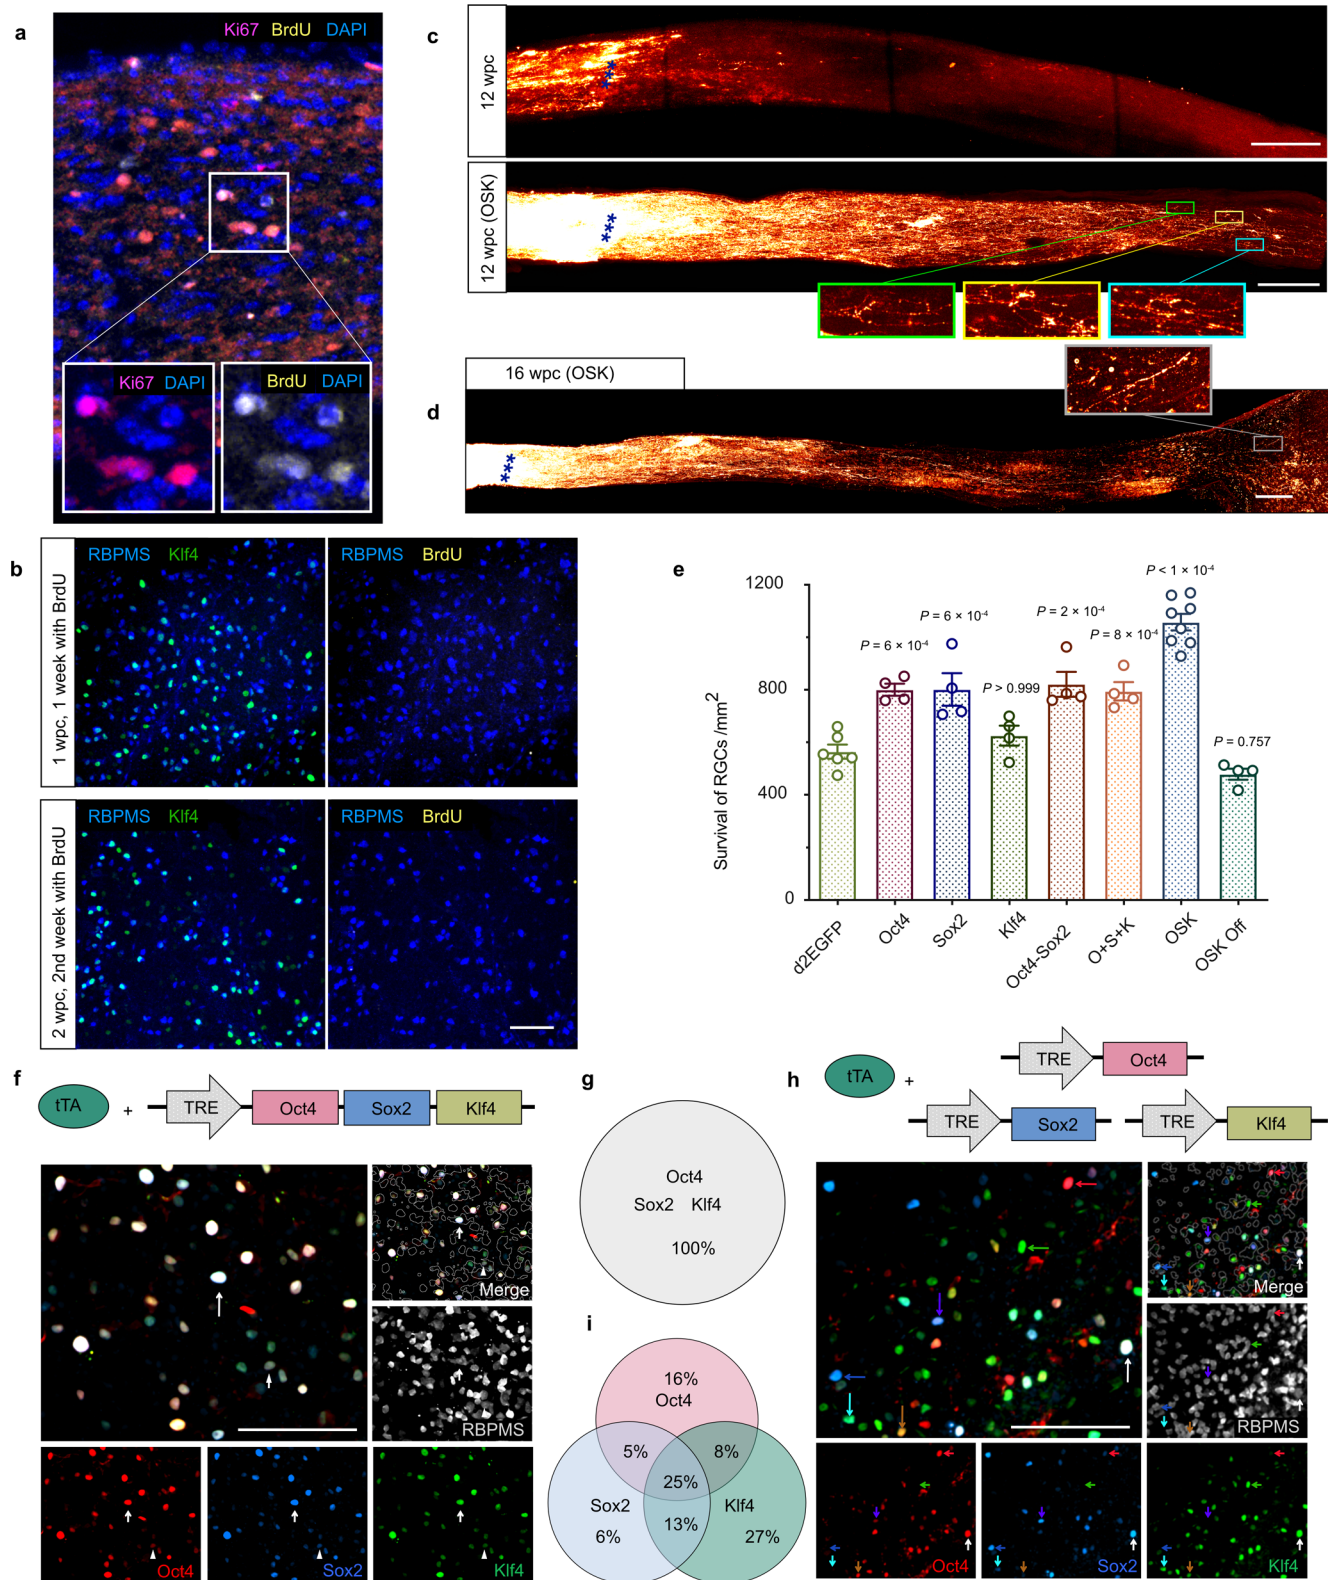 a
Ki67 BrdU DAPI
Ki67 DAPI
BrdU DAPI
b
1 wpc, 1 week with BrdU
RBPMS Klf4
RBPMS BrdU
2 wpc, 2nd week with BrdU
RBPMS Klf4
RBPMS BrdU
c
12 wpc
***
12 wpc (OSK)
***
d
16 wpc (OSK)
***
e
Survival of RGCs /mm²
1200
800
400
0
P = 6 × 10⁻⁴
P = 6 × 10⁻⁴
P > 0.999
P = 2 × 10⁻⁴
P = 8 × 10⁻⁴
P < 1 × 10⁻⁴
P = 0.757
d2EGFP
Oct4
Sox2
Klf4
Oct4-Sox2
O+S+K
OSK
OSK Off
f
tTA + TRE Oct4 Sox2 Klf4
Merge
RBPMS
Oct4
Sox2
Klf4
g
Oct4
Sox2 Klf4
100%
h
tTA +
TRE Oct4
TRE Sox2
TRE Klf4
Merge
RBPMS
Oct4
Sox2
Klf4
i
16%
Oct4
5%
8%
25%
Sox2
Klf4
6%
13%
27%